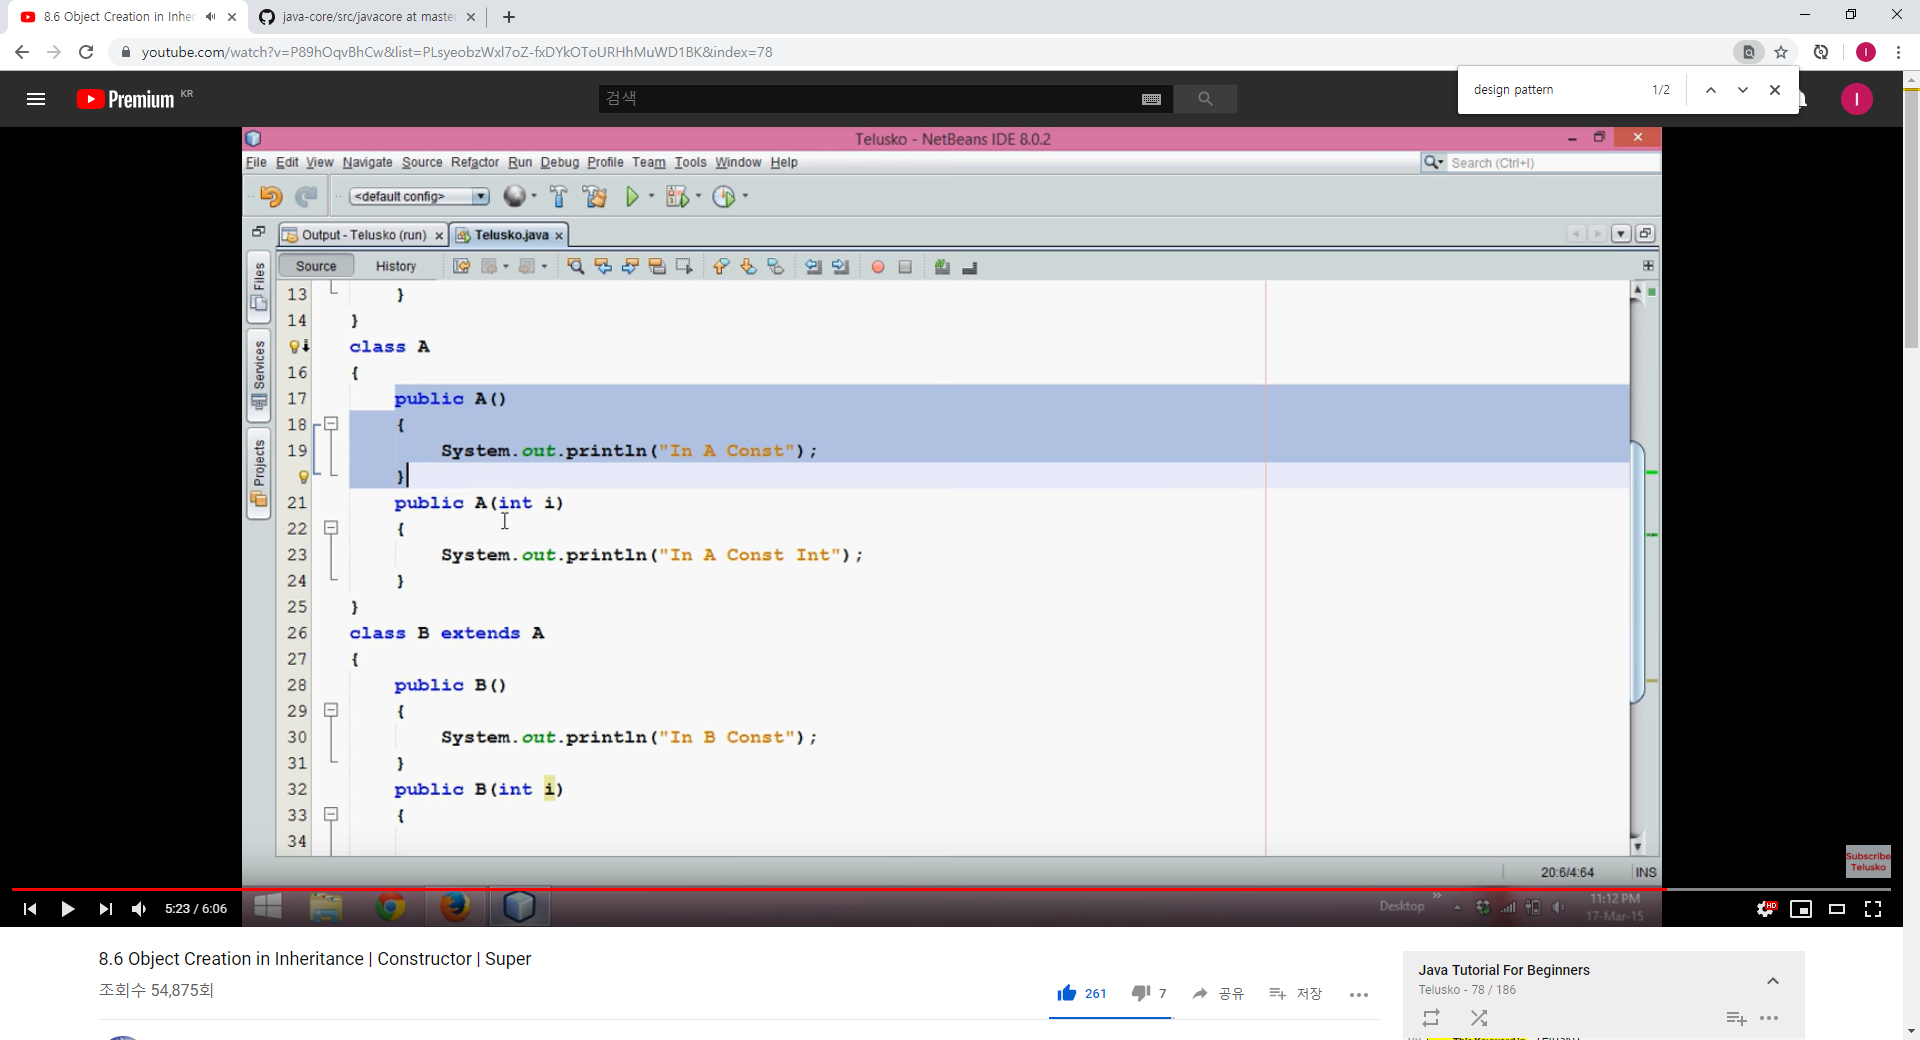 8.6 Object Creation in Inher
java-core/src/javacore at master
youtube.com/watch?v=P89hOqvBhCw&list=PLsyeobzWxl7oZ-fxDYkOToURHhMuWD1BK&index=78
I
Premium KR
검색
design pattern 1/2
I
Telusko - NetBeans IDE 8.0.2
File Edit View Navigate Source Refactor Run Debug Profile Team Tools Window Help
Search (Ctrl+I)
<default config>
Output - Telusko (run)
Telusko.java
Source History
Files
Services
Projects
13 }
14 }
class A
16 {
17 public A()
18 {
19 System.out.println("In A Const");
}
21 public A(int i)
22 {
23 System.out.println("In A Const Int");
24 }
25 }
26 class B extends A
27 {
28 public B()
29 {
30 System.out.println("In B Const");
31 }
32 public B(int i)
33 {
34
Subscribe
Telusko
20:6/4:64 INS
5:23 / 6:06
Desktop
11:12 PM
17-Mar-15
HD
8.6 Object Creation in Inheritance | Constructor | Super
조회수 54,875회
261
7
공유
저장
Java Tutorial For Beginners
Telusko - 78 / 186